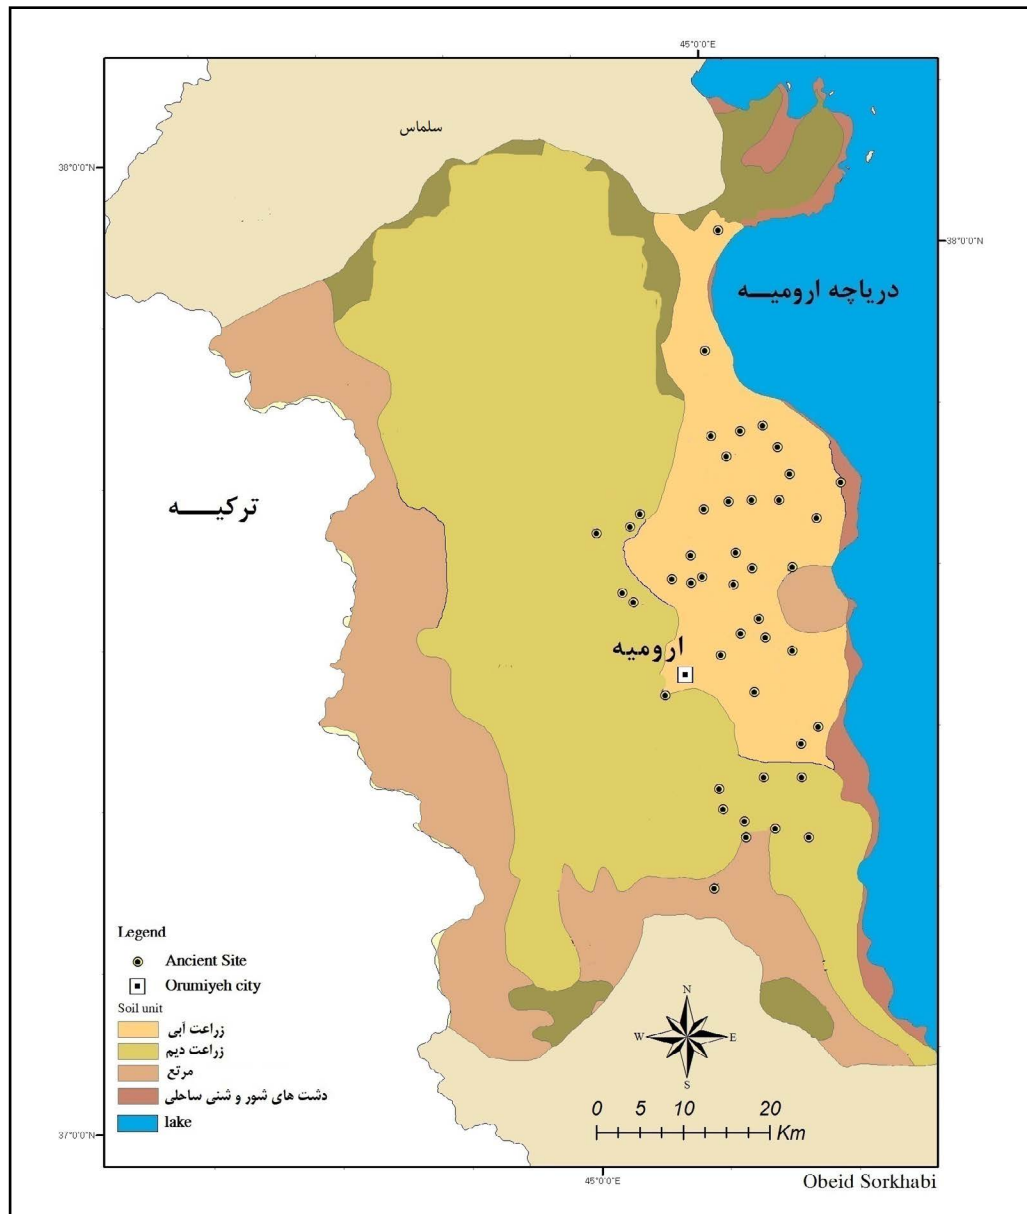 45°0'0"E
سلماس
38°0'0"N
38°0'0"N
دریاچه ارومیــه
ترکیــه
ارومیه
Legend
Ancient Site
Orumiyeh city
Soil unit
زراعت آبی
زراعت دیم
مرتع
دشت های شور و شنی ساحلی
lake
N
W
E
S
0 5 10 20
Km
37°0'0"N
45°0'0"E
Obeid Sorkhabi